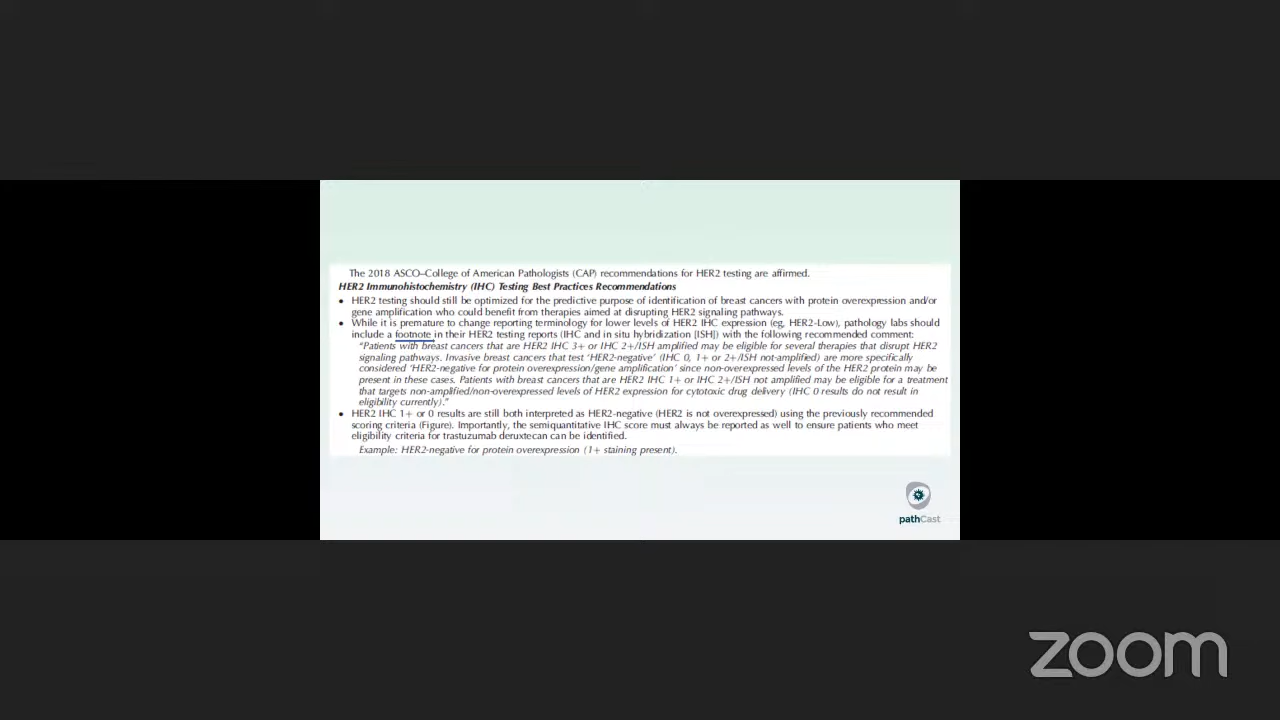 The 2018 ASCO–College of American Pathologists (CAP) recommendations for HER2 testing are affirmed.
HER2 Immunohistochemistry (IHC) Testing Best Practices Recommendations
• HER2 testing should still be optimized for the predictive purpose of identification of breast cancers with protein overexpression and/or
gene amplification who could benefit from therapies aimed at disrupting HER2 signaling pathways.
• While it is premature to change reporting terminology for lower levels of HER2 IHC expression (eg, HER2-Low), pathology labs should
include a footnote in their HER2 testing reports (IHC and in situ hybridization [ISH]) with the following recommended comment:
"Patients with breast cancers that are HER2 IHC 3+ or IHC 2+/ISH amplified may be eligible for several therapies that disrupt HER2
signaling pathways. Invasive breast cancers that test 'HER2-negative' (IHC 0, 1+ or 2+/ISH not-amplified) are more specifically
considered 'HER2-negative for protein overexpression/gene amplification' since non-overexpressed levels of the HER2 protein may be
present in these cases. Patients with breast cancers that are HER2 IHC 1+ or IHC 2+/ISH not amplified may be eligible for a treatment
that targets non-amplified/non-overexpressed levels of HER2 expression for cytotoxic drug delivery (IHC 0 results do not result in
eligibility currently)."
• HER2 IHC 1+ or 0 results are still both interpreted as HER2-negative (HER2 is not overexpressed) using the previously recommended
scoring criteria (Figure). Importantly, the semiquantitative IHC score must always be reported as well to ensure patients who meet
eligibility criteria for trastuzumab deruxtecan can be identified.
Example: HER2-negative for protein overexpression (1+ staining present).
pathCast
zoom